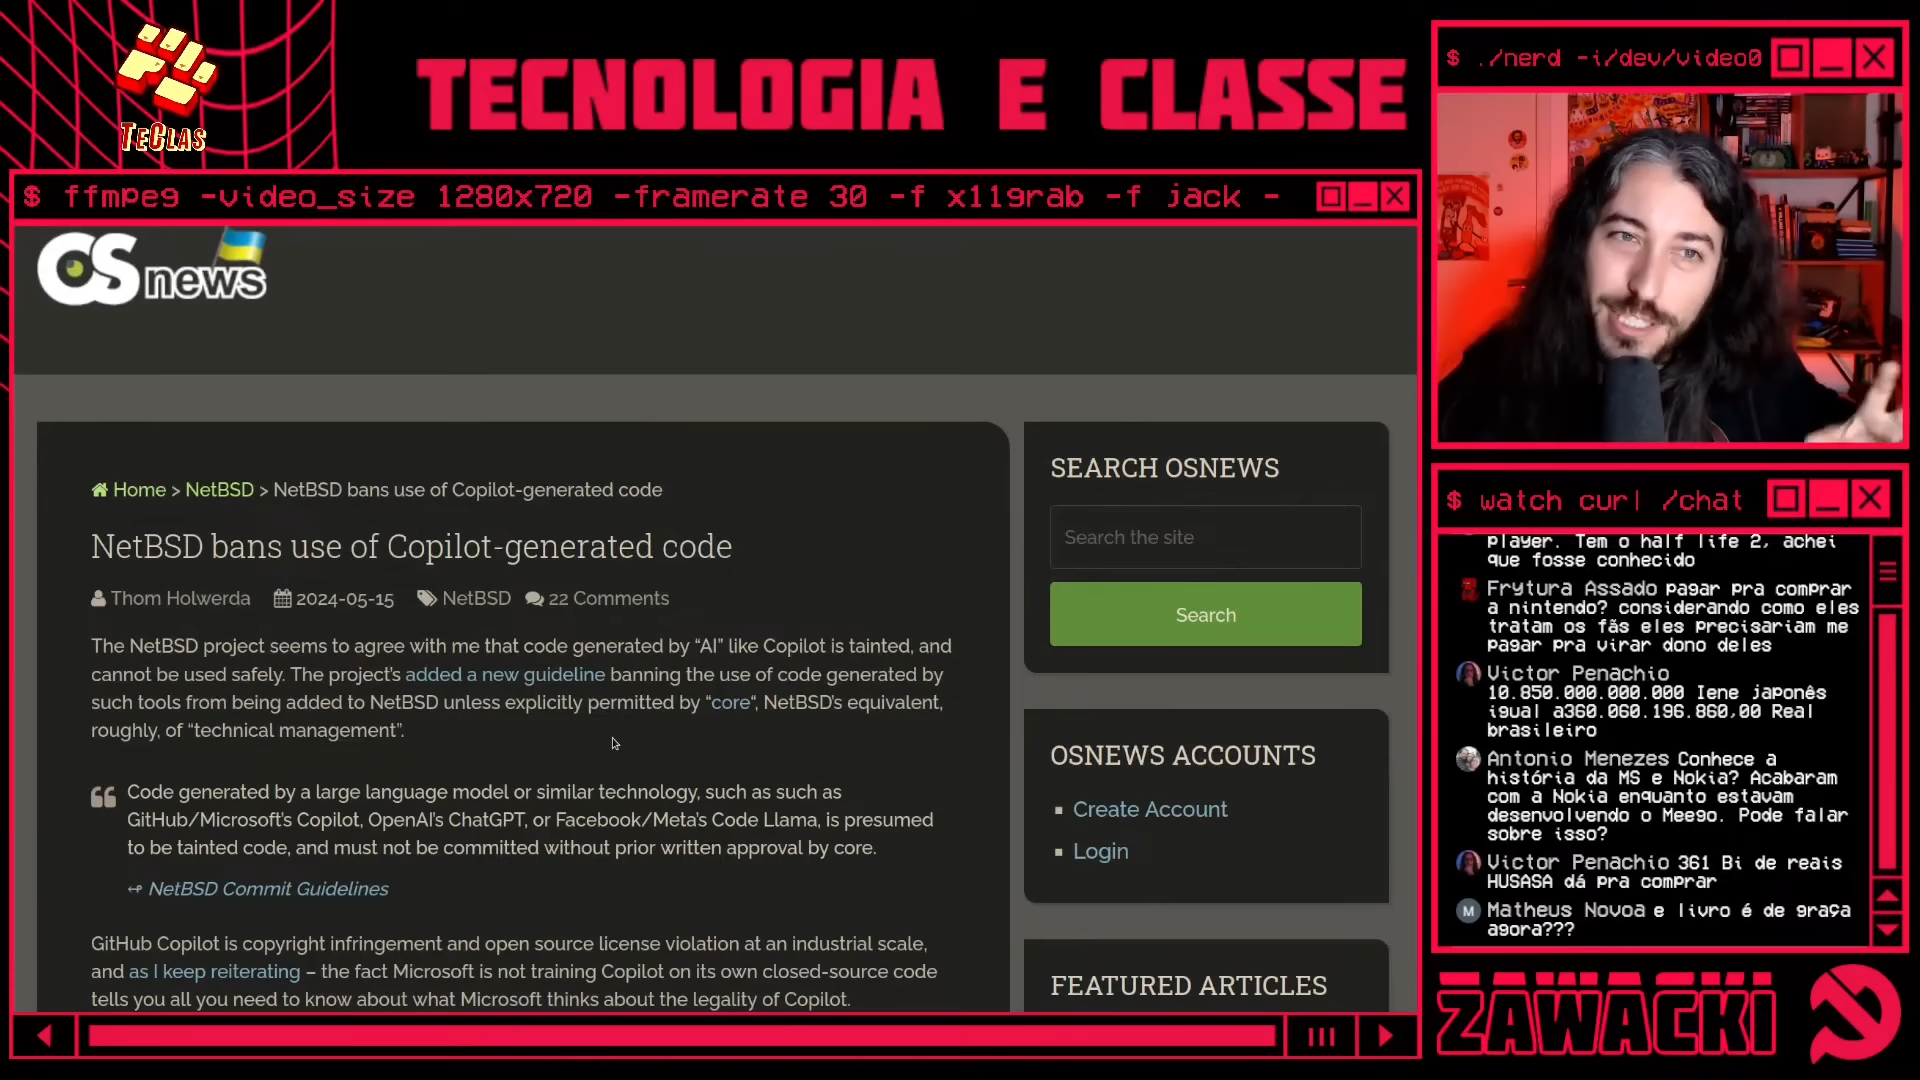 TECLAS
TECNOLOGIA E CLASSE
$ ffmpeg -video_size 1280x720 -framerate 30 -f x11grab -f jack -
OSnews
Home > NetBSD > NetBSD bans use of Copilot-generated code
NetBSD bans use of Copilot-generated code
Thom Holwerda 2024-05-15 NetBSD 22 Comments
The NetBSD project seems to agree with me that code generated by “AI” like Copilot is tainted, and
cannot be used safely. The project’s added a new guideline banning the use of code generated by
such tools from being added to NetBSD unless explicitly permitted by “core“, NetBSD’s equivalent,
roughly, of “technical management”.
Code generated by a large language model or similar technology, such as such as
GitHub/Microsoft’s Copilot, OpenAI’s ChatGPT, or Facebook/Meta’s Code Llama, is presumed
to be tainted code, and must not be committed without prior written approval by core.
↫ NetBSD Commit Guidelines
GitHub Copilot is copyright infringement and open source license violation at an industrial scale,
and as I keep reiterating – the fact Microsoft is not training Copilot on its own closed-source code
tells you all you need to know about what Microsoft thinks about the legality of Copilot.
SEARCH OSNEWS
Search the site
Search
OSNEWS ACCOUNTS
Create Account
Login
FEATURED ARTICLES
$ ./nerd -i/dev/video0
$ watch curl /chat
player. Tem o half life 2, achei
que fosse conhecido
Frytura Assado pagar pra comprar
a nintendo? considerando como eles
tratam os fãs eles precisariam me
pagar pra virar dono deles
Victor Penachio
10.850.000.000.000 Iene japonês
igual a360.060.196.860,00 Real
brasileiro
Antonio Menezes Conhece a
história da MS e Nokia? Acabaram
com a Nokia enquanto estavam
desenvolvendo o Meego. Pode falar
sobre isso?
Victor Penachio 361 Bi de reais
HUSASA dá pra comprar
M Matheus Novoa e livro é de graça
agora???
ZAWACKI